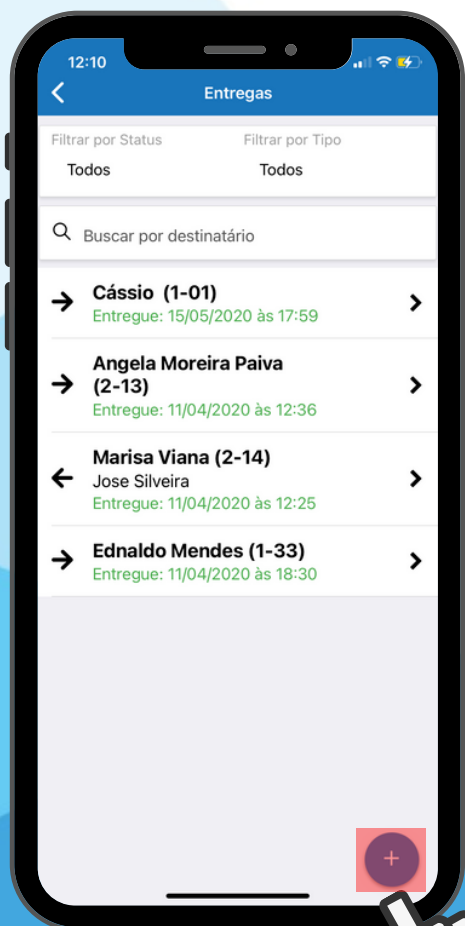 12:10
Entregas
Filtrar por Status Filtrar por Tipo
Todos Todos
Buscar por destinatário
Cássio (1-01)
Entregue: 15/05/2020 às 17:59
Angela Moreira Paiva
(2-13)
Entregue: 11/04/2020 às 12:36
Marisa Viana (2-14)
Jose Silveira
Entregue: 11/04/2020 às 12:25
Ednaldo Mendes (1-33)
Entregue: 11/04/2020 às 18:30
+